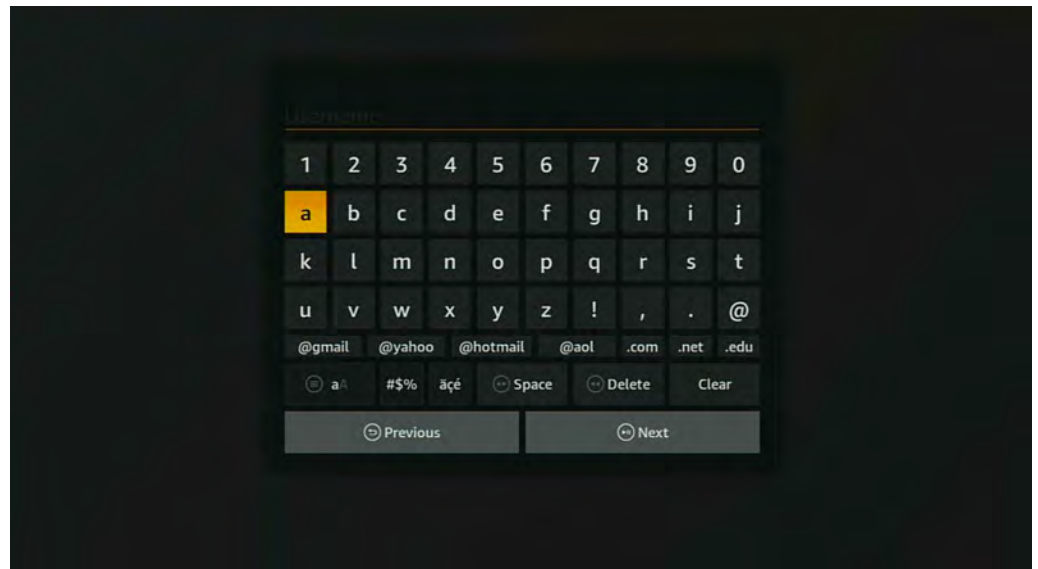 Username
1 2 3 4 5 6 7 8 9 0
a b c d e f g h i j
k l m n o p q r s t
u v w x y z ! , . @
@gmail @yahoo @hotmail @aol .com .net .edu
aA #$% äçé Space Delete Clear
Previous Next